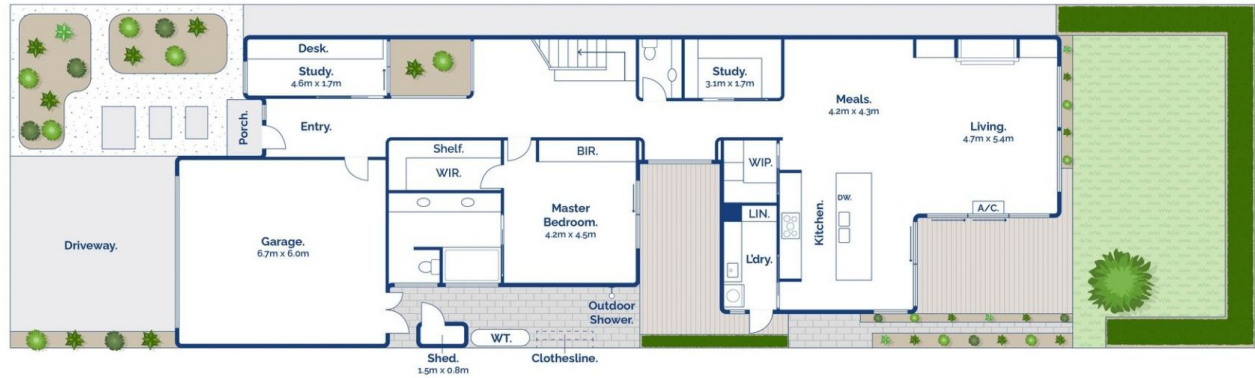 Desk.
Study.
4.6m x 1.7m
Study.
3.1m x 1.7m
Meals.
4.2m x 4.3m
Living.
4.7m x 5.4m
Porch.
Entry.
Shelf.
WIR.
BIR.
WIP.
Master
Bedroom.
4.2m x 4.5m
LIN.
Kitchen.
DW.
A/C.
Driveway.
Garage.
6.7m x 6.0m
L'dry.
Outdoor
Shower.
WT.
Shed.
1.5m x 0.8m
Clothesline.